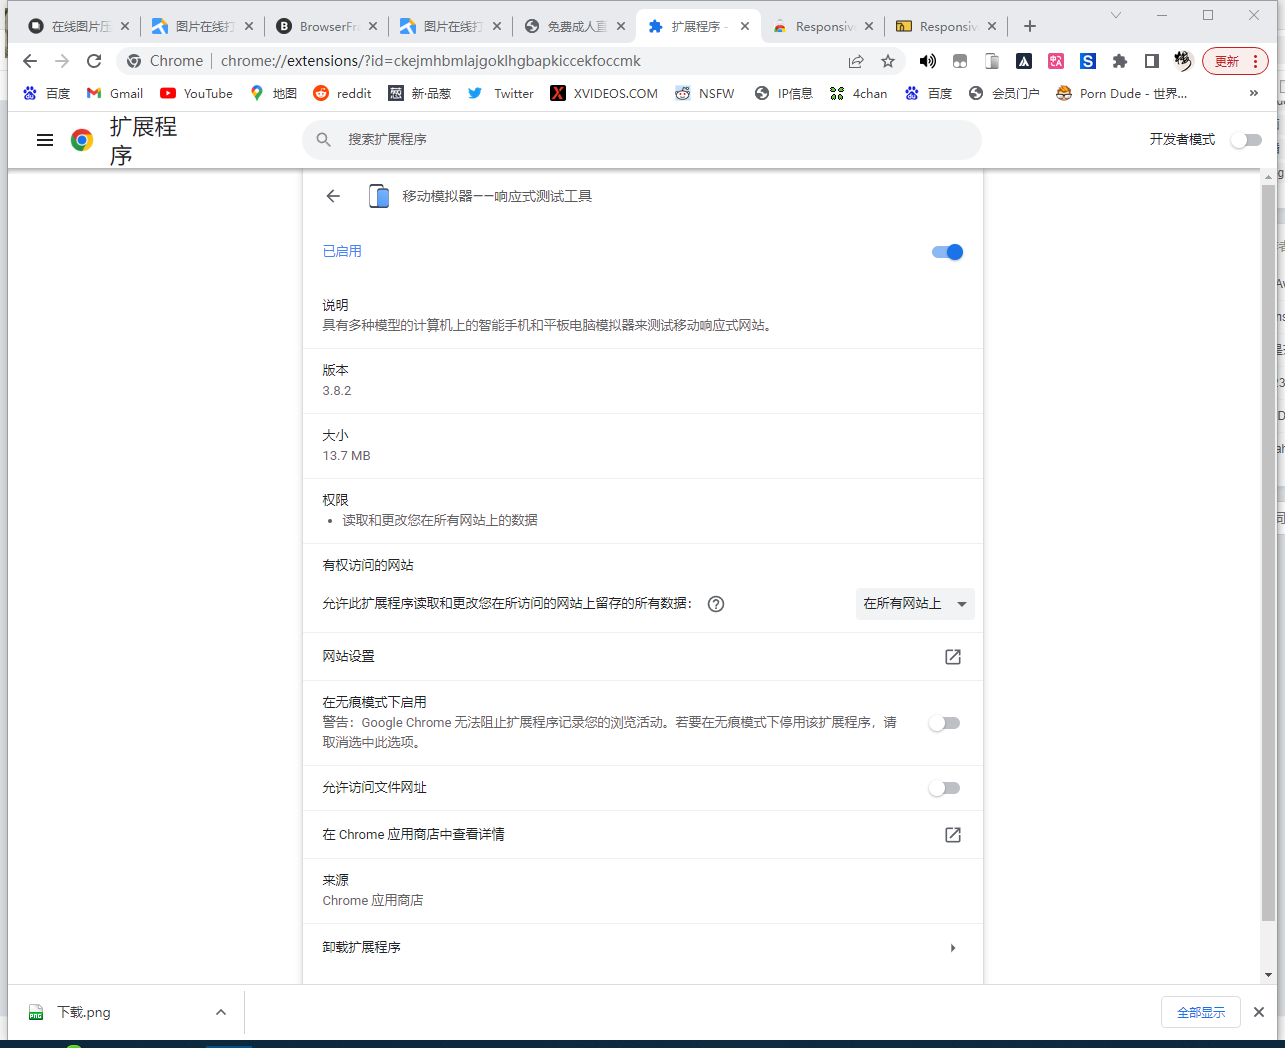 在线图片压
图片在线打
BrowserFr
图片在线打
免费成人直
扩展程序 -
Responsiv
Responsiv
Chrome | chrome://extensions/?id=ckejmhbmlajgoklhgbapkiccekfoccmk
更新
百度
Gmail
YouTube
地图
reddit
新·品葱
Twitter
XVIDEOS.COM
NSFW
IP信息
4chan
百度
会员门户
Porn Dude - 世界...
»
扩展程
序
搜索扩展程序
开发者模式
移动模拟器——响应式测试工具
已启用
说明
具有多种模型的计算机上的智能手机和平板电脑模拟器来测试移动响应式网站。
版本
3.8.2
大小
13.7 MB
权限
• 读取和更改您在所有网站上的数据
有权访问的网站
允许此扩展程序读取和更改您在所访问的网站上留存的所有数据：
在所有网站上
网站设置
在无痕模式下启用
警告：Google Chrome 无法阻止扩展程序记录您的浏览活动。若要在无痕模式下停用该扩展程序，请
取消选中此选项。
允许访问文件网址
在 Chrome 应用商店中查看详情
来源
Chrome 应用商店
卸载扩展程序
下载.png
全部显示